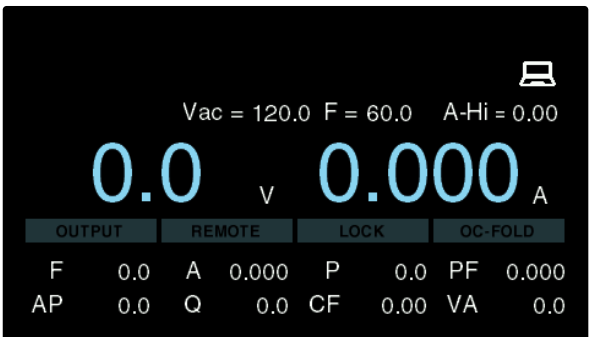 Vac = 120.0 F = 60.0 A-Hi = 0.00
0.0 V 0.000 A
OUTPUT REMOTE LOCK OC-FOLD
F 0.0 A 0.000 P 0.0 PF 0.000
AP 0.0 Q 0.0 CF 0.00 VA 0.0